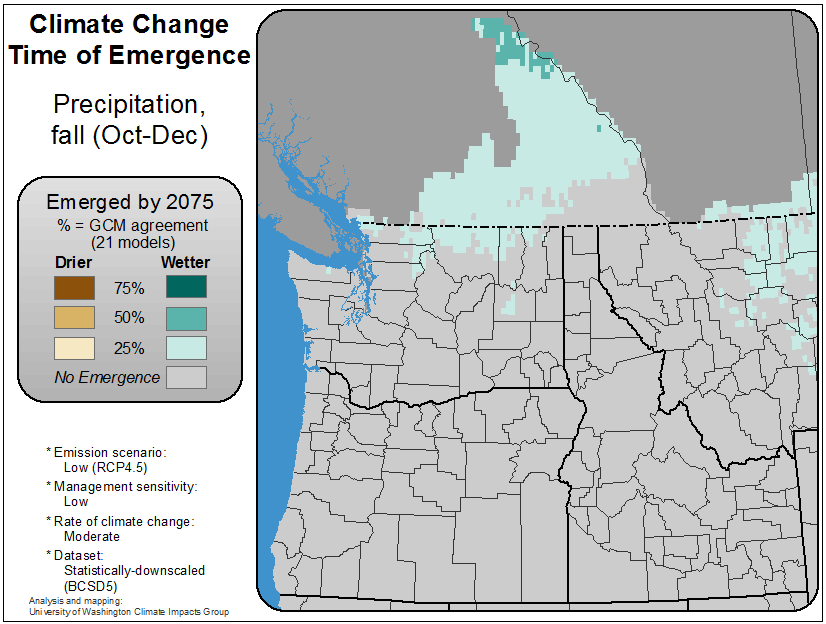 Climate Change
Time of Emergence
Precipitation,
fall (Oct-Dec)
Emerged by 2075
% = GCM agreement
(21 models)
Drier Wetter
75%
50%
25%
No Emergence
* Emission scenario:
Low (RCP4.5)
* Management sensitivity:
Low
* Rate of climate change:
Moderate
* Dataset:
Statistically-downscaled
(BCSD5)
Analysis and mapping:
University of Washington Climate Impacts Group